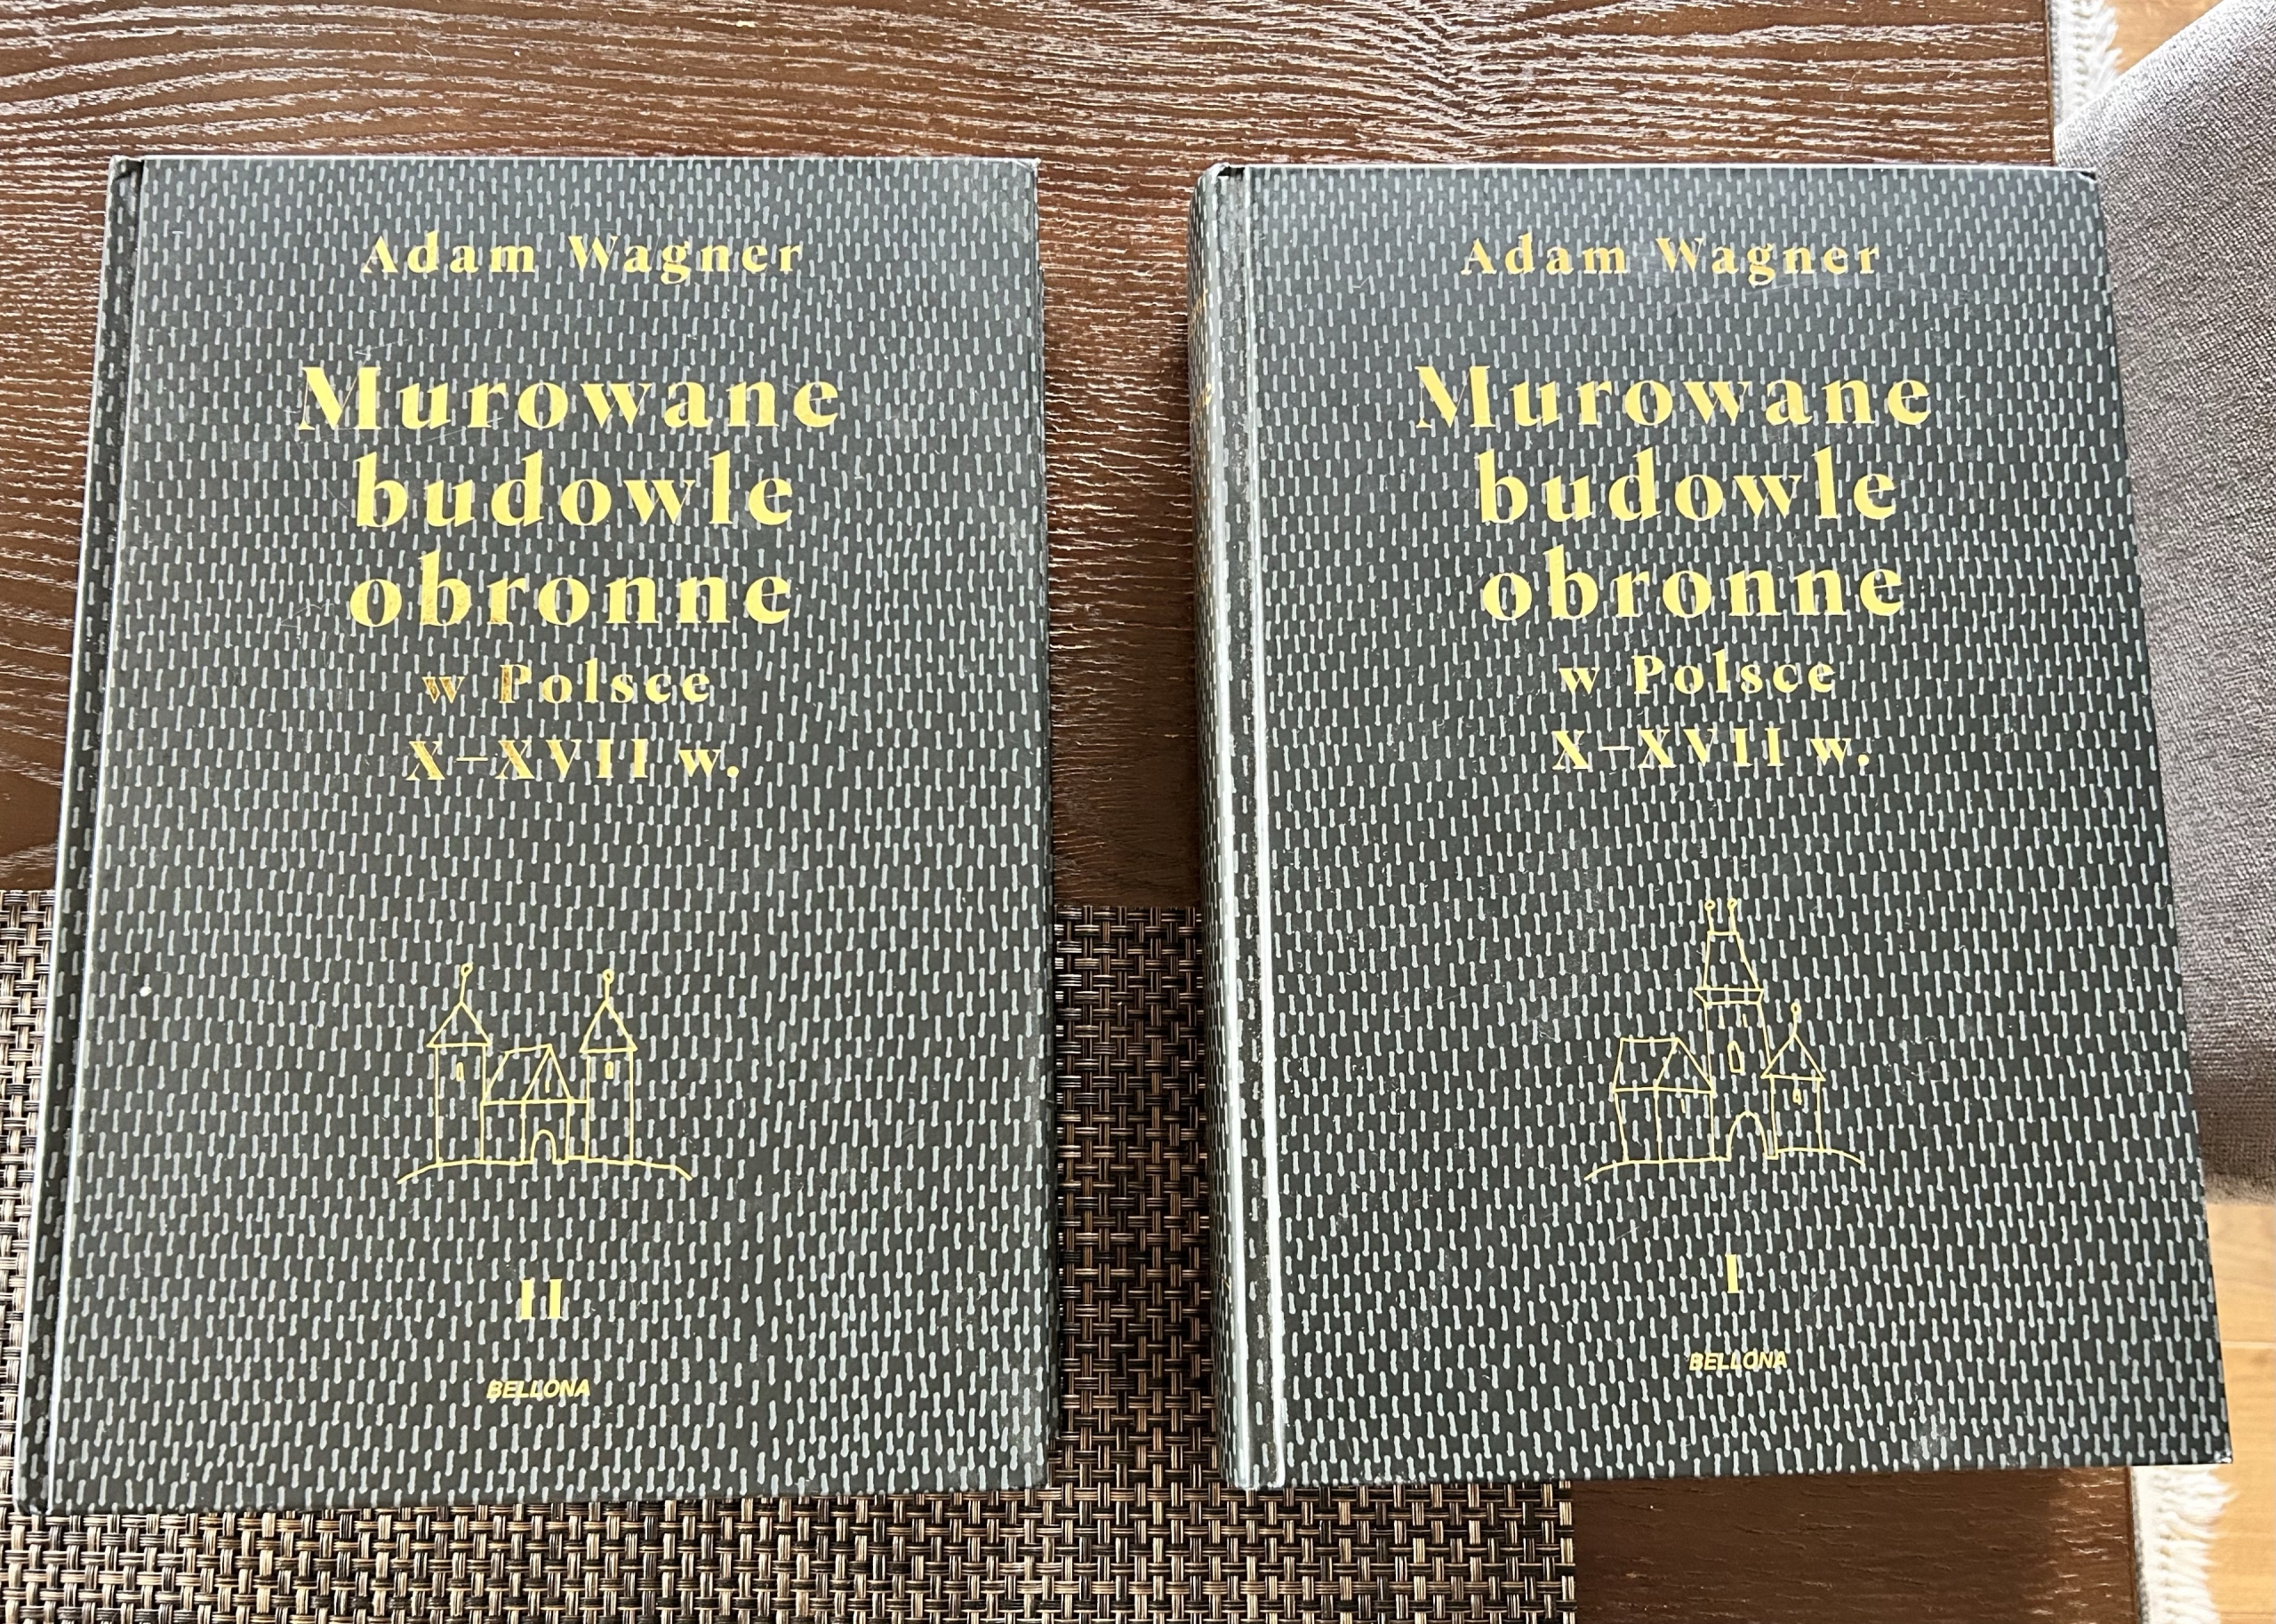 Adam Wagner
Murowane
budowle
obronne
w Polsce
X–XVII w.
II
BELLONA
Adam Wagner
Murowane
budowle
obronne
w Polsce
X–XVII w.
I
BELLONA